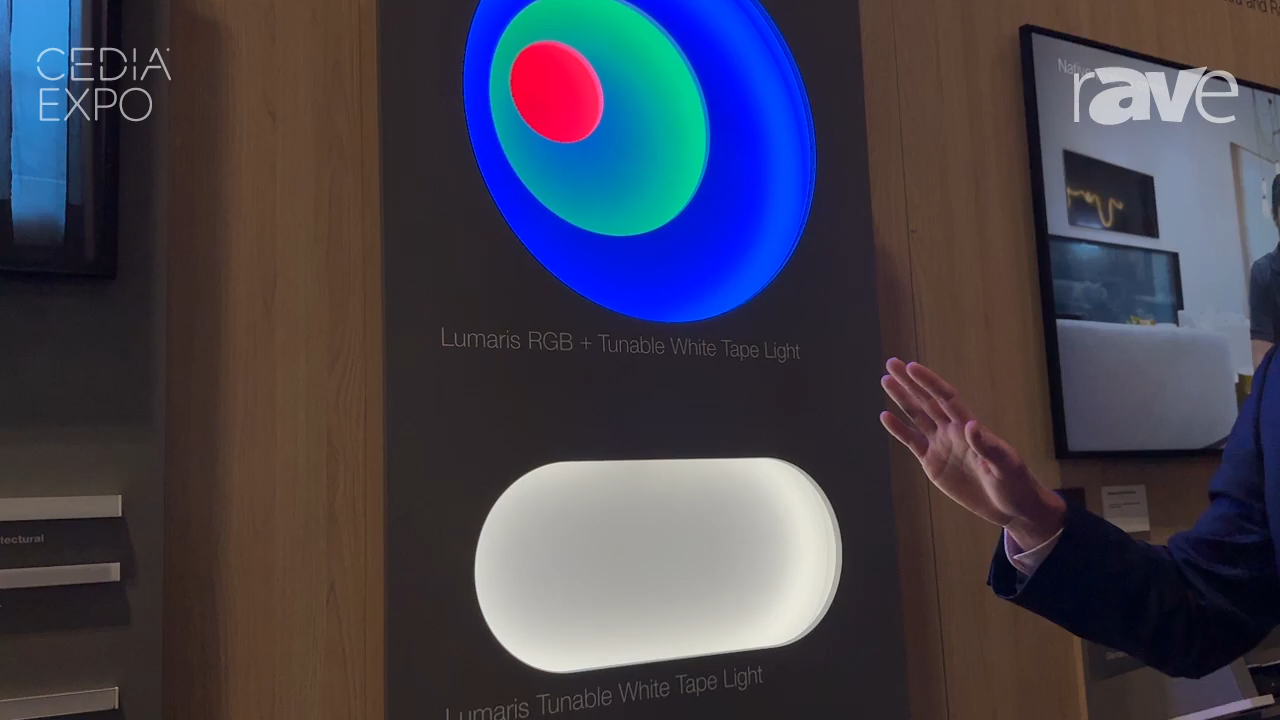 CEDIA
EXPO
rave
Lumaris RGB + Tunable White Tape Light
tectural
Lumaris Tunable White Tape Light